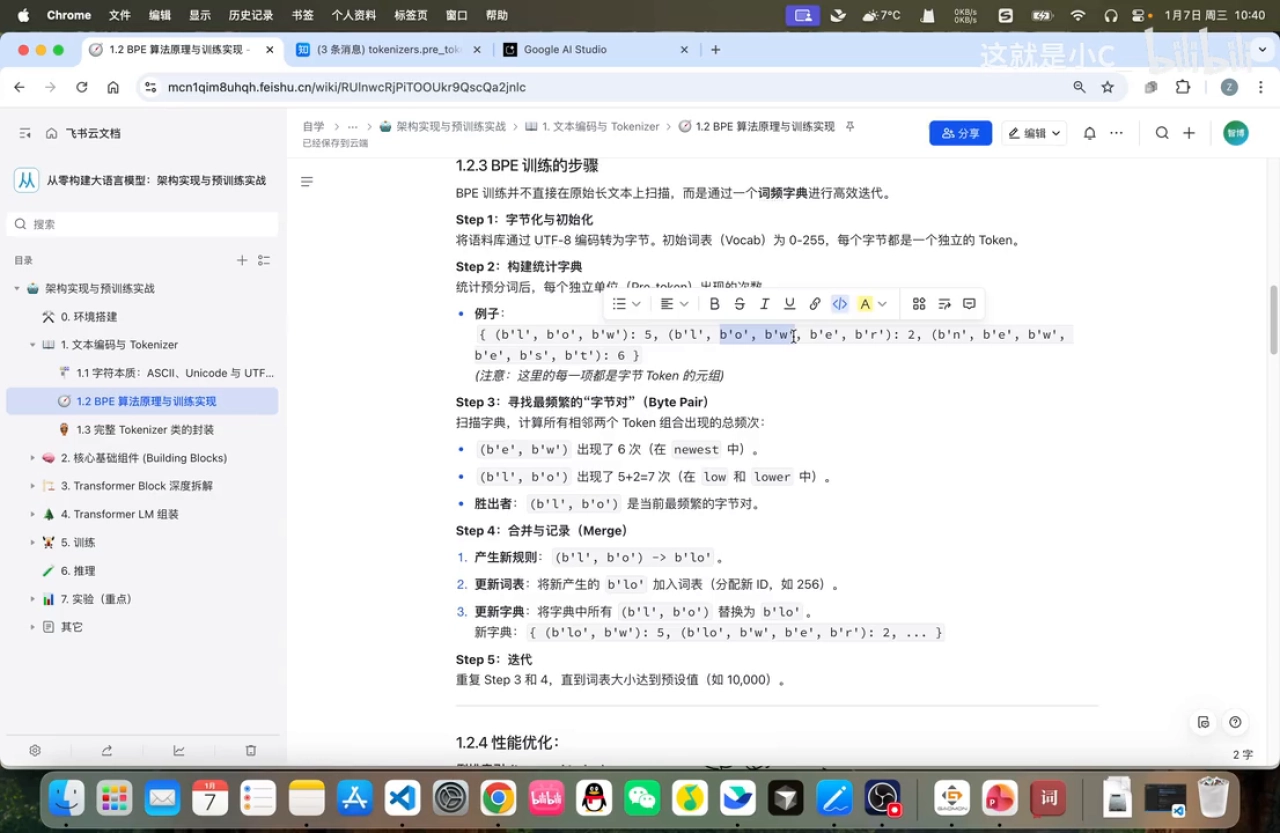 Chrome 文件 编辑 显示 历史记录 书签 个人资料 标签页 窗口 帮助 7°C 0KB/s 0KB/s 1月7日 周三 10:40
1.2 BPE 算法原理与训练实现 - (3 条消息) tokenizers.pre_tok Google AI Studio
这就是小C bilibili
mcn1qim8uhqh.feishu.cn/wiki/RUlnwcRjPiTOOUkr9QscQa2jnlc
飞书云文档
自学 > ... > 架构实现与预训练实战 > 1. 文本编码与 Tokenizer > 1.2 BPE 算法原理与训练实现
已经保存到云端
分享 编辑 智博
从零构建大语言模型：架构实现与预训练实战
搜索
目录
架构实现与预训练实战
0. 环境搭建
1. 文本编码与 Tokenizer
1.1 字符本质：ASCII、Unicode 与 UTF...
1.2 BPE 算法原理与训练实现
1.3 完整 Tokenizer 类的封装
2. 核心基础组件 (Building Blocks)
3. Transformer Block 深度拆解
4. Transformer LM 组装
5. 训练
6. 推理
7. 实验（重点）
其它
1.2.3 BPE 训练的步骤
BPE 训练并不直接在原始长文本上扫描，而是通过一个词频字典进行高效迭代。
Step 1：字节化与初始化
将语料库通过 UTF-8 编码转为字节。初始词表（Vocab）为 0-255，每个字节都是一个独立的 Token。
Step 2：构建统计字典
统计预分词后，每个独立单位（Pre-token）出现的次数
例子：
{ (b'l', b'o', b'w'): 5, (b'l', b'o', b'w', b'e', b'r'): 2, (b'n', b'e', b'w',
b'e', b's', b't'): 6 }
(注意：这里的每一项都是字节 Token 的元组)
Step 3：寻找最频繁的“字节对”（Byte Pair）
扫描字典，计算所有相邻两个 Token 组合出现的总频次：
(b'e', b'w') 出现了 6 次（在 newest 中）。
(b'l', b'o') 出现了 5+2=7 次（在 low 和 lower 中）。
胜出者： (b'l', b'o') 是当前最频繁的字节对。
Step 4：合并与记录（Merge）
1. 产生新规则： (b'l', b'o') -> b'lo' 。
2. 更新词表：将新产生的 b'lo' 加入词表（分配新 ID，如 256）。
3. 更新字典：将字典中所有 (b'l', b'o') 替换为 b'lo' 。
新字典： { (b'lo', b'w'): 5, (b'lo', b'w', b'e', b'r'): 2, ... }
Step 5：迭代
重复 Step 3 和 4，直到词表大小达到预设值（如 10,000）。
1.2.4 性能优化：
2 字